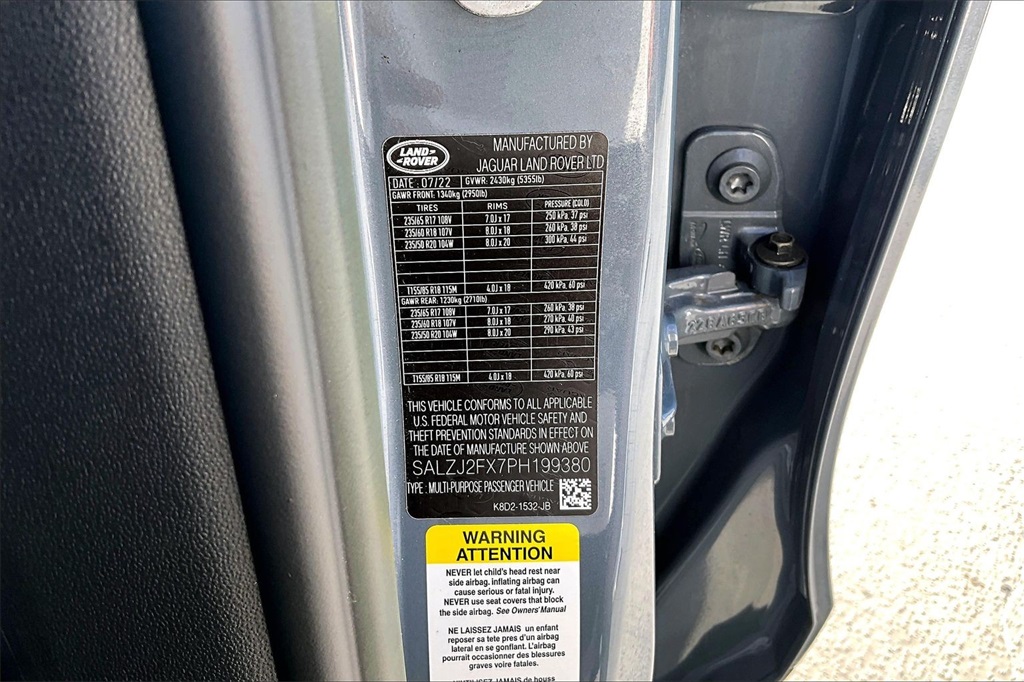 LAND ROVER
MANUFACTURED BY
JAGUAR LAND ROVER LTD
DATE : 07/22 GVWR: 2430kg (5355lb)
GAWR FRONT: 1340kg (2950lb)
TIRES RIMS PRESSURE (COLD)
235/65 R17 108V 7.0J x 17 250 kPa, 37 psi
235/60 R18 107V 8.0J x 18 260 kPa, 38 psi
235/50 R20 104W 8.0J x 20 300 kPa, 44 psi
T155/85 R18 115M 4.0J x 18 420 kPa, 60 psi
GAWR REAR: 1230kg (2710lb)
235/65 R17 108V 7.0J x 17 260 kPa, 38 psi
235/60 R18 107V 8.0J x 18 270 kPa, 40 psi
235/50 R20 104W 8.0J x 20 290 kPa, 43 psi
T155/85 R18 115M 4.0J x 18 420 kPa, 60 psi
THIS VEHICLE CONFORMS TO ALL APPLICABLE
U.S. FEDERAL MOTOR VEHICLE SAFETY AND
THEFT PREVENTION STANDARDS IN EFFECT ON
THE DATE OF MANUFACTURE SHOWN ABOVE
SALZJ2FX7PH199380
TYPE : MULTI-PURPOSE PASSENGER VEHICLE
K8D2-1532-JB
WARNING
ATTENTION
NEVER let child's head rest near
side airbag. inflating airbag can
cause serious or fatal injury.
NEVER use seat covers that block
the side airbag. See Owners' Manual
NE LAISSEZ JAMAIS un enfant
reposer sa tete pres d'un airbag
lateral en se gonflant. L'airbag
pourrait occasionner des blessures
graves voire fatales.
N'utilisez JAMAIS de houss